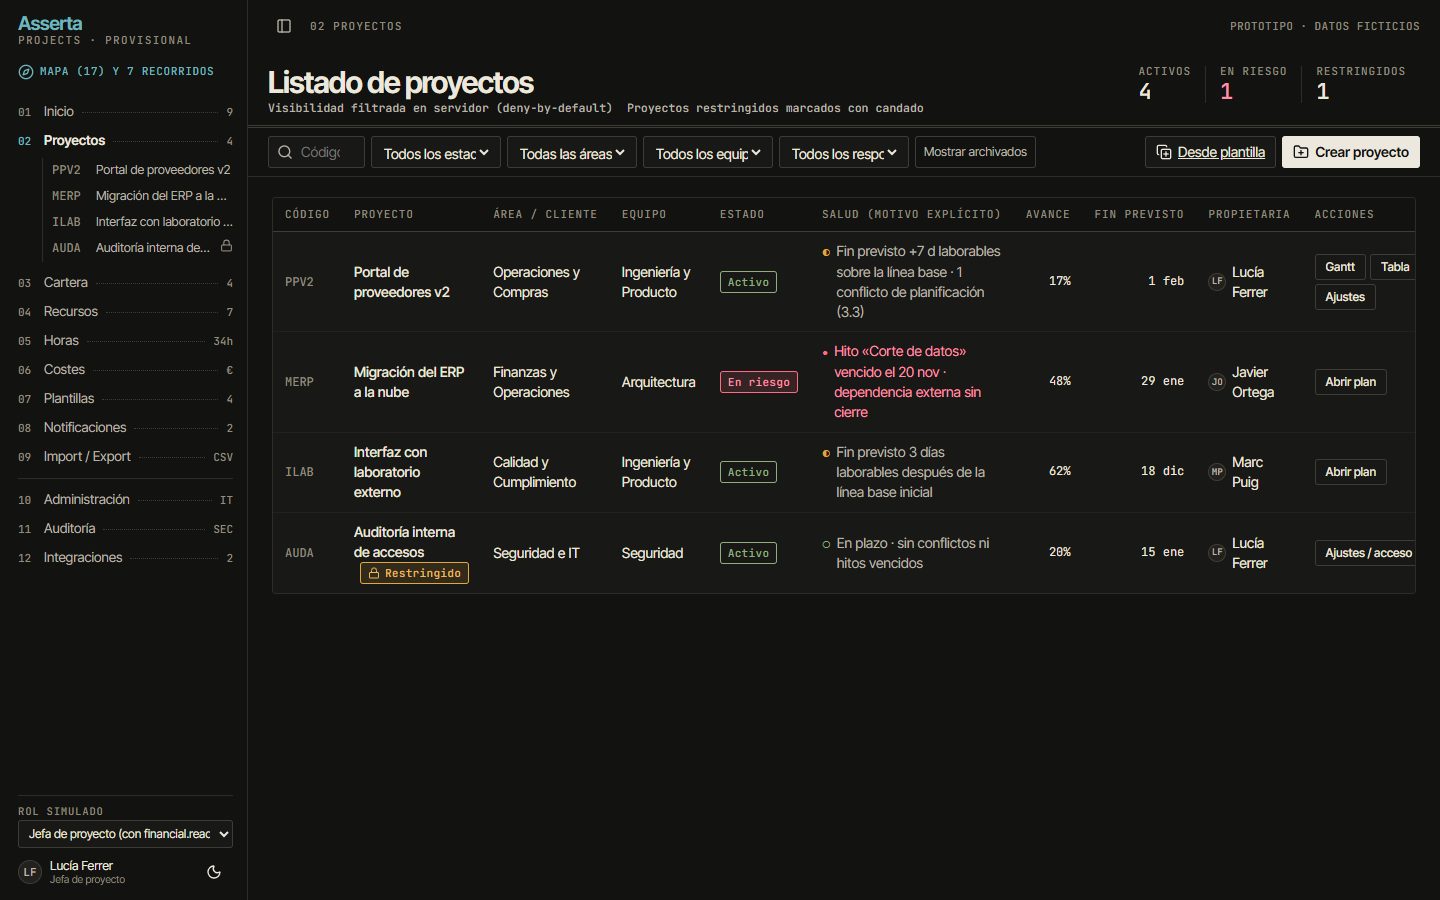 Asserta
PROJECTS · PROVISIONAL
MAPA (17) Y 7 RECORRIDOS
01 Inicio 9
02 Proyectos 4
PPV2 Portal de proveedores v2
MERP Migración del ERP a la ...
ILAB Interfaz con laboratorio ...
AUDA Auditoría interna de...
03 Cartera 4
04 Recursos 7
05 Horas 34h
06 Costes €
07 Plantillas 4
08 Notificaciones 2
09 Import / Export CSV
10 Administración IT
11 Auditoría SEC
12 Integraciones 2
ROL SIMULADO
Jefa de proyecto (con financial.read
LF Lucía Ferrer
Jefa de proyecto
02 PROYECTOS
PROTOTIPO · DATOS FICTICIOS
Listado de proyectos
Visibilidad filtrada en servidor (deny-by-default) Proyectos restringidos marcados con candado
ACTIVOS
4
EN RIESGO
1
RESTRINGIDOS
1
Códig Todos los estac Todas las áreas Todos los equip Todos los respo Mostrar archivados
Desde plantilla Crear proyecto
CÓDIGO PROYECTO ÁREA / CLIENTE EQUIPO ESTADO SALUD (MOTIVO EXPLÍCITO) AVANCE FIN PREVISTO PROPIETARIA ACCIONES
PPV2
Portal de
proveedores v2
Operaciones y
Compras
Ingeniería y
Producto
Activo
Fin previsto +7 d laborables
sobre la línea base · 1
conflicto de planificación
(3.3)
17%
1 feb
LF
Lucía
Ferrer
Gantt Tabla
Ajustes
MERP
Migración del ERP
a la nube
Finanzas y
Operaciones
Arquitectura
En riesgo
Hito «Corte de datos»
vencido el 20 nov ·
dependencia externa sin
cierre
48%
29 ene
JO
Javier
Ortega
Abrir plan
ILAB
Interfaz con
laboratorio
externo
Calidad y
Cumplimiento
Ingeniería y
Producto
Activo
Fin previsto 3 días
laborables después de la
línea base inicial
62%
18 dic
MP
Marc
Puig
Abrir plan
AUDA
Auditoría interna
de accesos
Restringido
Seguridad e IT
Seguridad
Activo
En plazo · sin conflictos ni
hitos vencidos
20%
15 ene
LF
Lucía
Ferrer
Ajustes / acceso